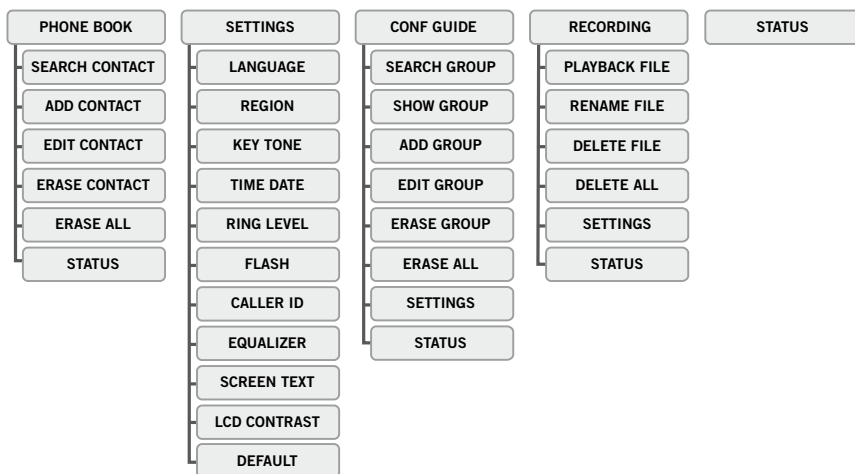 PHONE BOOK
SEARCH CONTACT
ADD CONTACT
EDIT CONTACT
ERASE CONTACT
ERASE ALL
STATUS
SETTINGS
LANGUAGE
REGION
KEY TONE
TIME DATE
RING LEVEL
FLASH
CALLER ID
EQUALIZER
SCREEN TEXT
LCD CONTRAST
DEFAULT
CONF GUIDE
SEARCH GROUP
SHOW GROUP
ADD GROUP
EDIT GROUP
ERASE GROUP
ERASE ALL
SETTINGS
STATUS
RECORDING
PLAYBACK FILE
RENAME FILE
DELETE FILE
DELETE ALL
SETTINGS
STATUS
STATUS